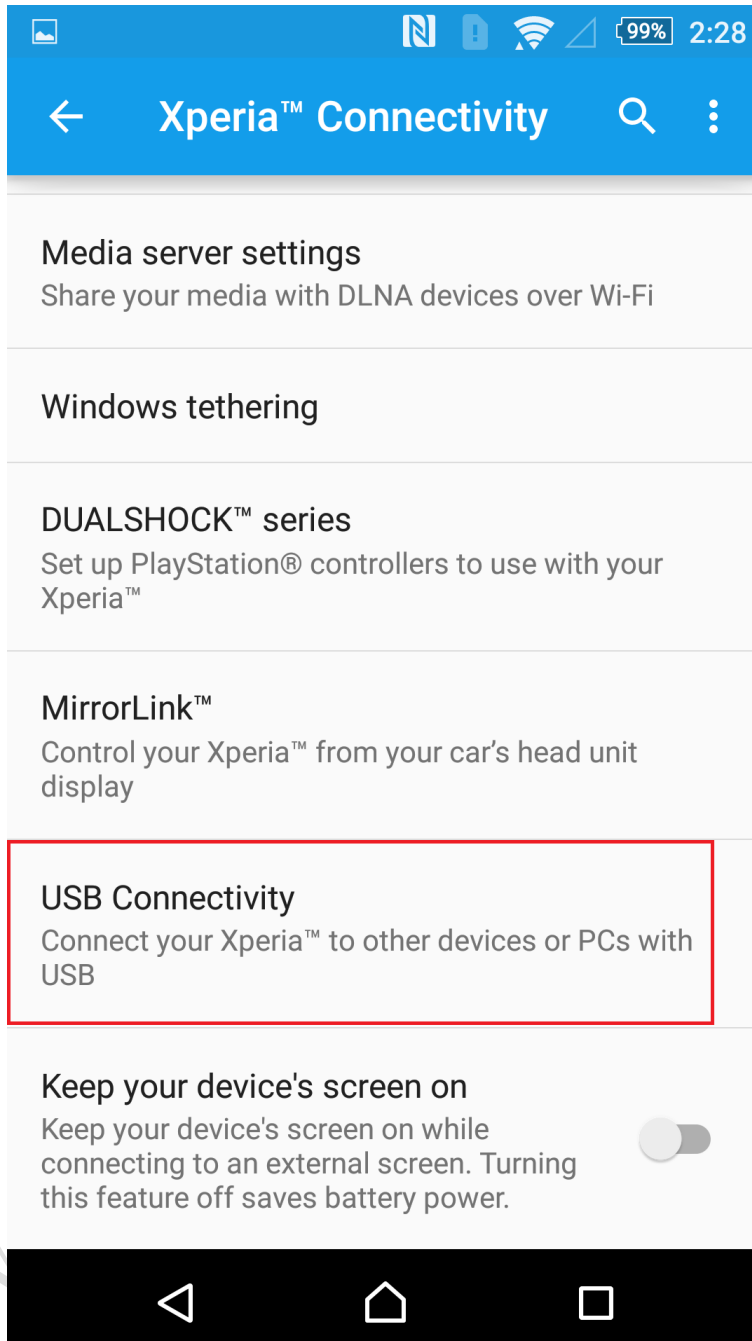 99% 2:28
Xperia™ Connectivity
Media server settings
Share your media with DLNA devices over Wi-Fi
Windows tethering
DUALSHOCK™ series
Set up PlayStation® controllers to use with your
Xperia™
MirrorLink™
Control your Xperia™ from your car’s head unit
display
USB Connectivity
Connect your Xperia™ to other devices or PCs with
USB
Keep your device's screen on
Keep your device's screen on while
connecting to an external screen. Turning
this feature off saves battery power.